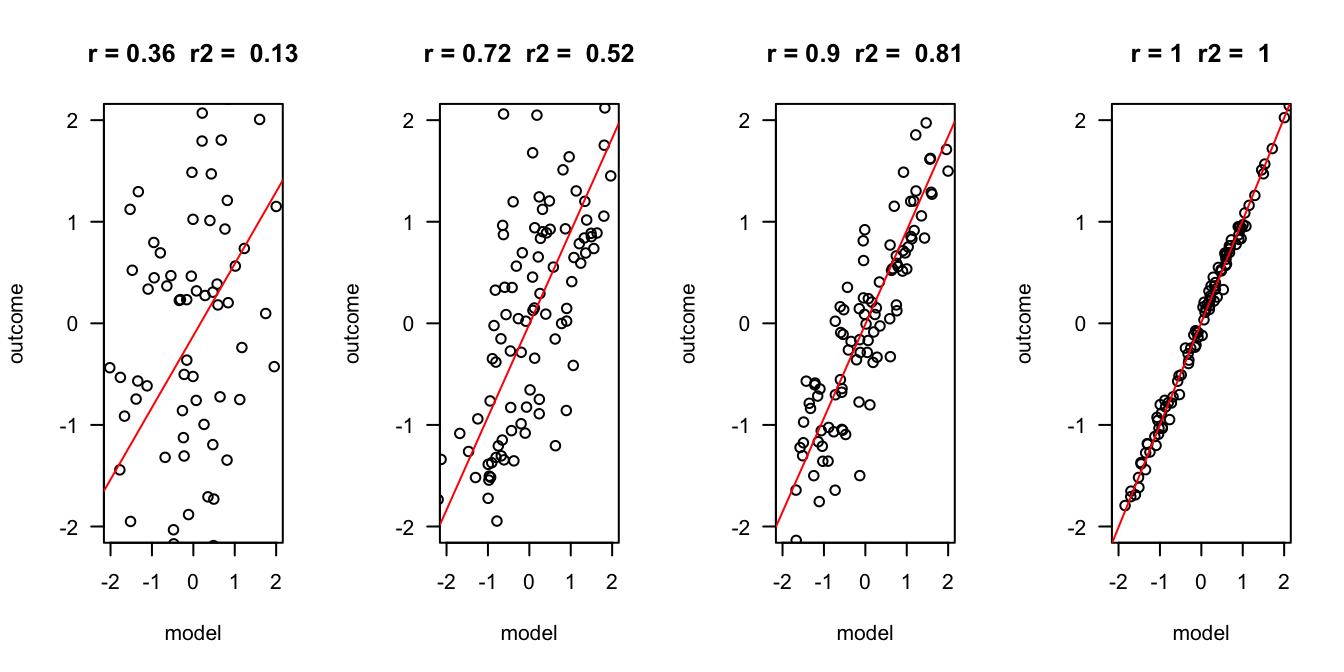 r = 0.36 r2 = 0.13
2
1
0
-1
-2
outcome
-2 -1 0 1 2
model
r = 0.72 r2 = 0.52
2
1
0
-1
-2
outcome
-2 -1 0 1 2
model
r = 0.9 r2 = 0.81
2
1
0
-1
-2
outcome
-2 -1 0 1 2
model
r = 1 r2 = 1
2
1
0
-1
-2
outcome
-2 -1 0 1 2
model